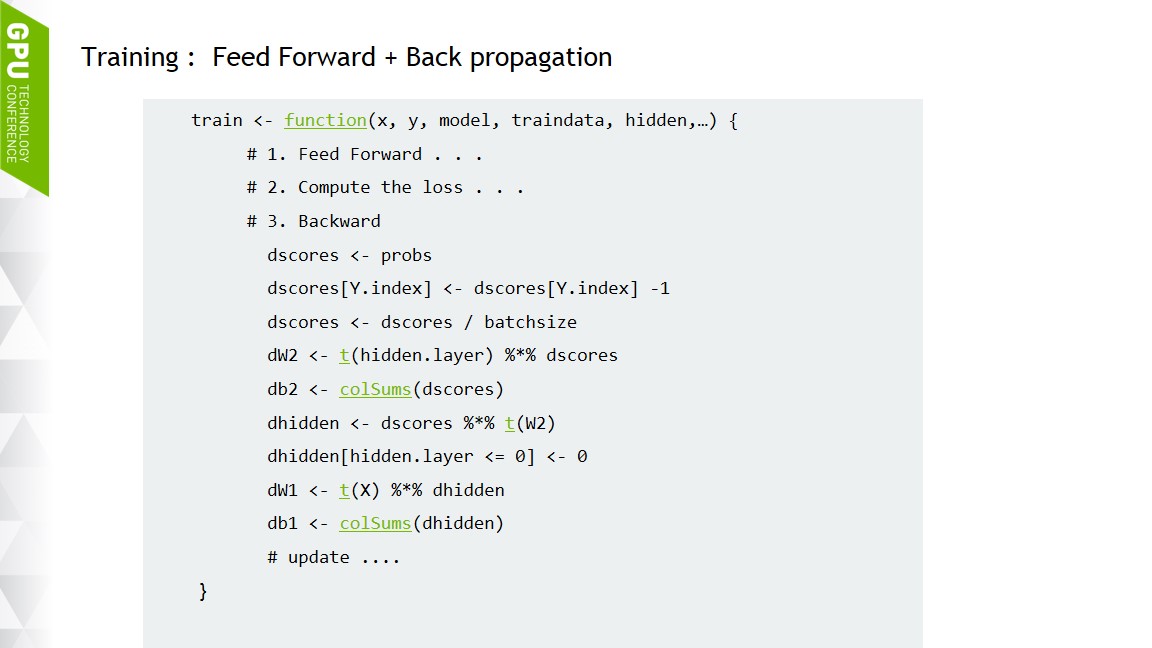 GPU TECHNOLOGY CONFERENCE
Training : Feed Forward + Back propagation
train <- function(x, y, model, traindata, hidden,…) {
# 1. Feed Forward . . .
# 2. Compute the loss . . .
# 3. Backward
dscores <- probs
dscores[Y.index] <- dscores[Y.index] -1
dscores <- dscores / batchsize
dW2 <- t(hidden.layer) %*% dscores
db2 <- colSums(dscores)
dhidden <- dscores %*% t(W2)
dhidden[hidden.layer <= 0] <- 0
dW1 <- t(X) %*% dhidden
db1 <- colSums(dhidden)
# update ....
}